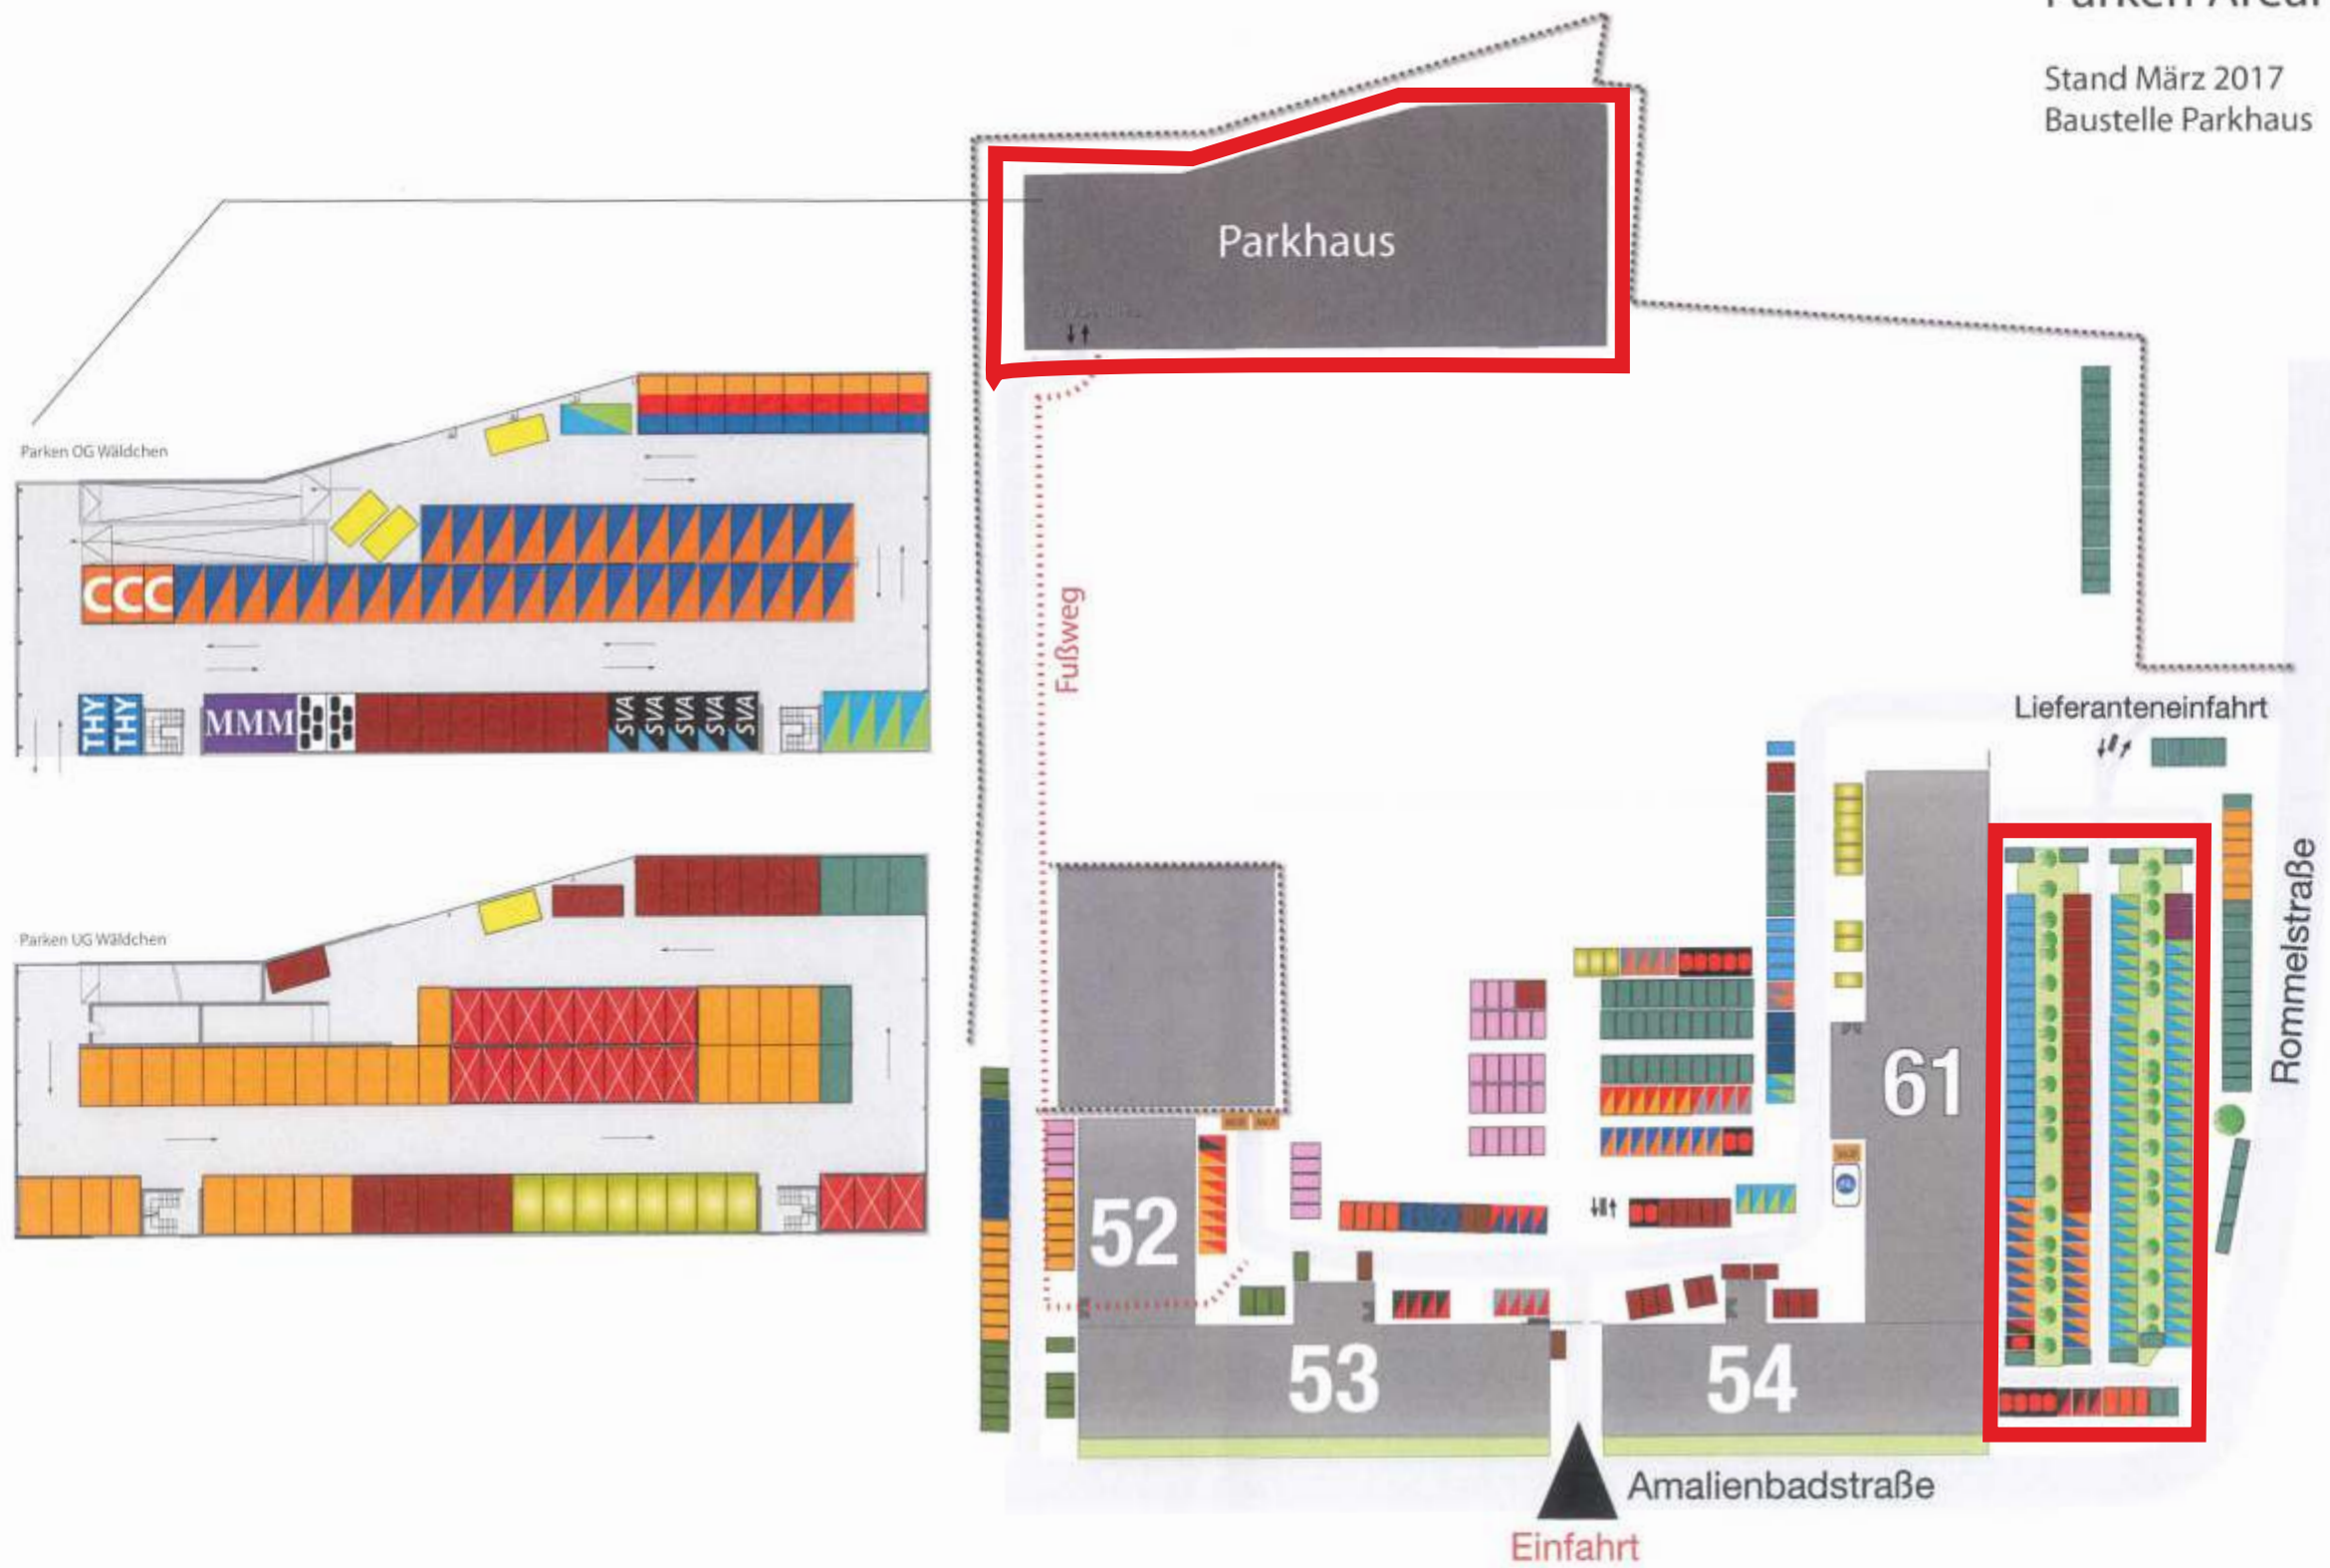 Stand März 2017
Baustelle Parkhaus
Parkhaus
Parken OG Wäldchen
CCC
THY
THY
MMM
SVA
SVA
SVA
SVA
SVA
Fußweg
Lieferanteneinfahrt
Rommelstraße
Parken UG Wäldchen
61
52
53
54
Amalienbadstraße
Einfahrt